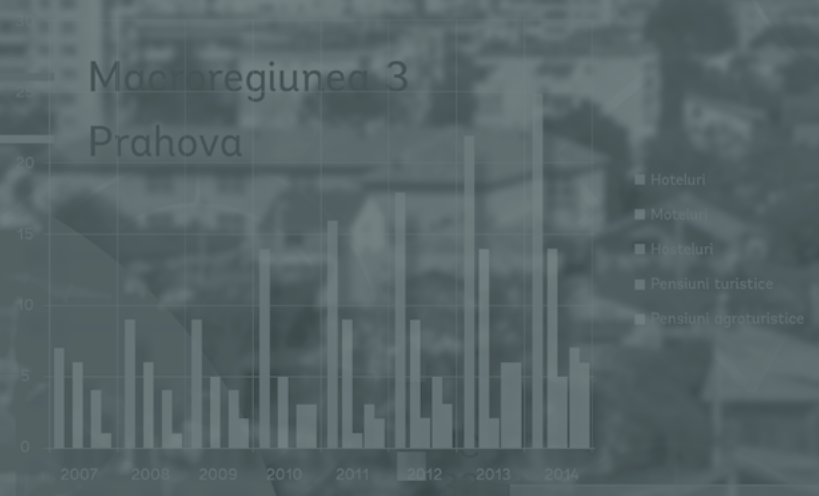 30
Macroregiunea 3
25
Prahova
20
Hoteluri
Moteluri
15
Hosteluri
Pensiuni turistice
10
Pensiuni agroturistice
5
0
2007 2008 2009 2010 2011 2012 2013 2014